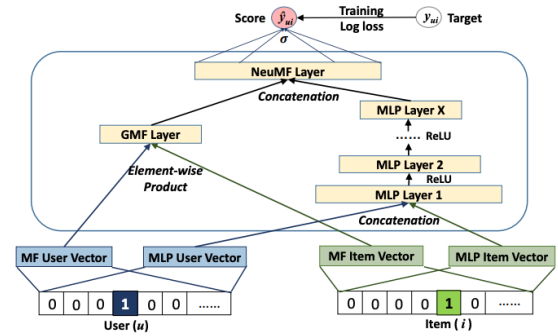 Score ŷui Training yui Target
Log loss
σ
NeuMF Layer
Concatenation
MLP Layer X
GMF Layer
...... ReLU
Element-wise
Product
MLP Layer 2
ReLU
MLP Layer 1
Concatenation
MF User Vector MLP User Vector MF Item Vector MLP Item Vector
0 0 0 1 0 0 ...... 0 0 0 0 1 0 ......
User (u) Item ( i )